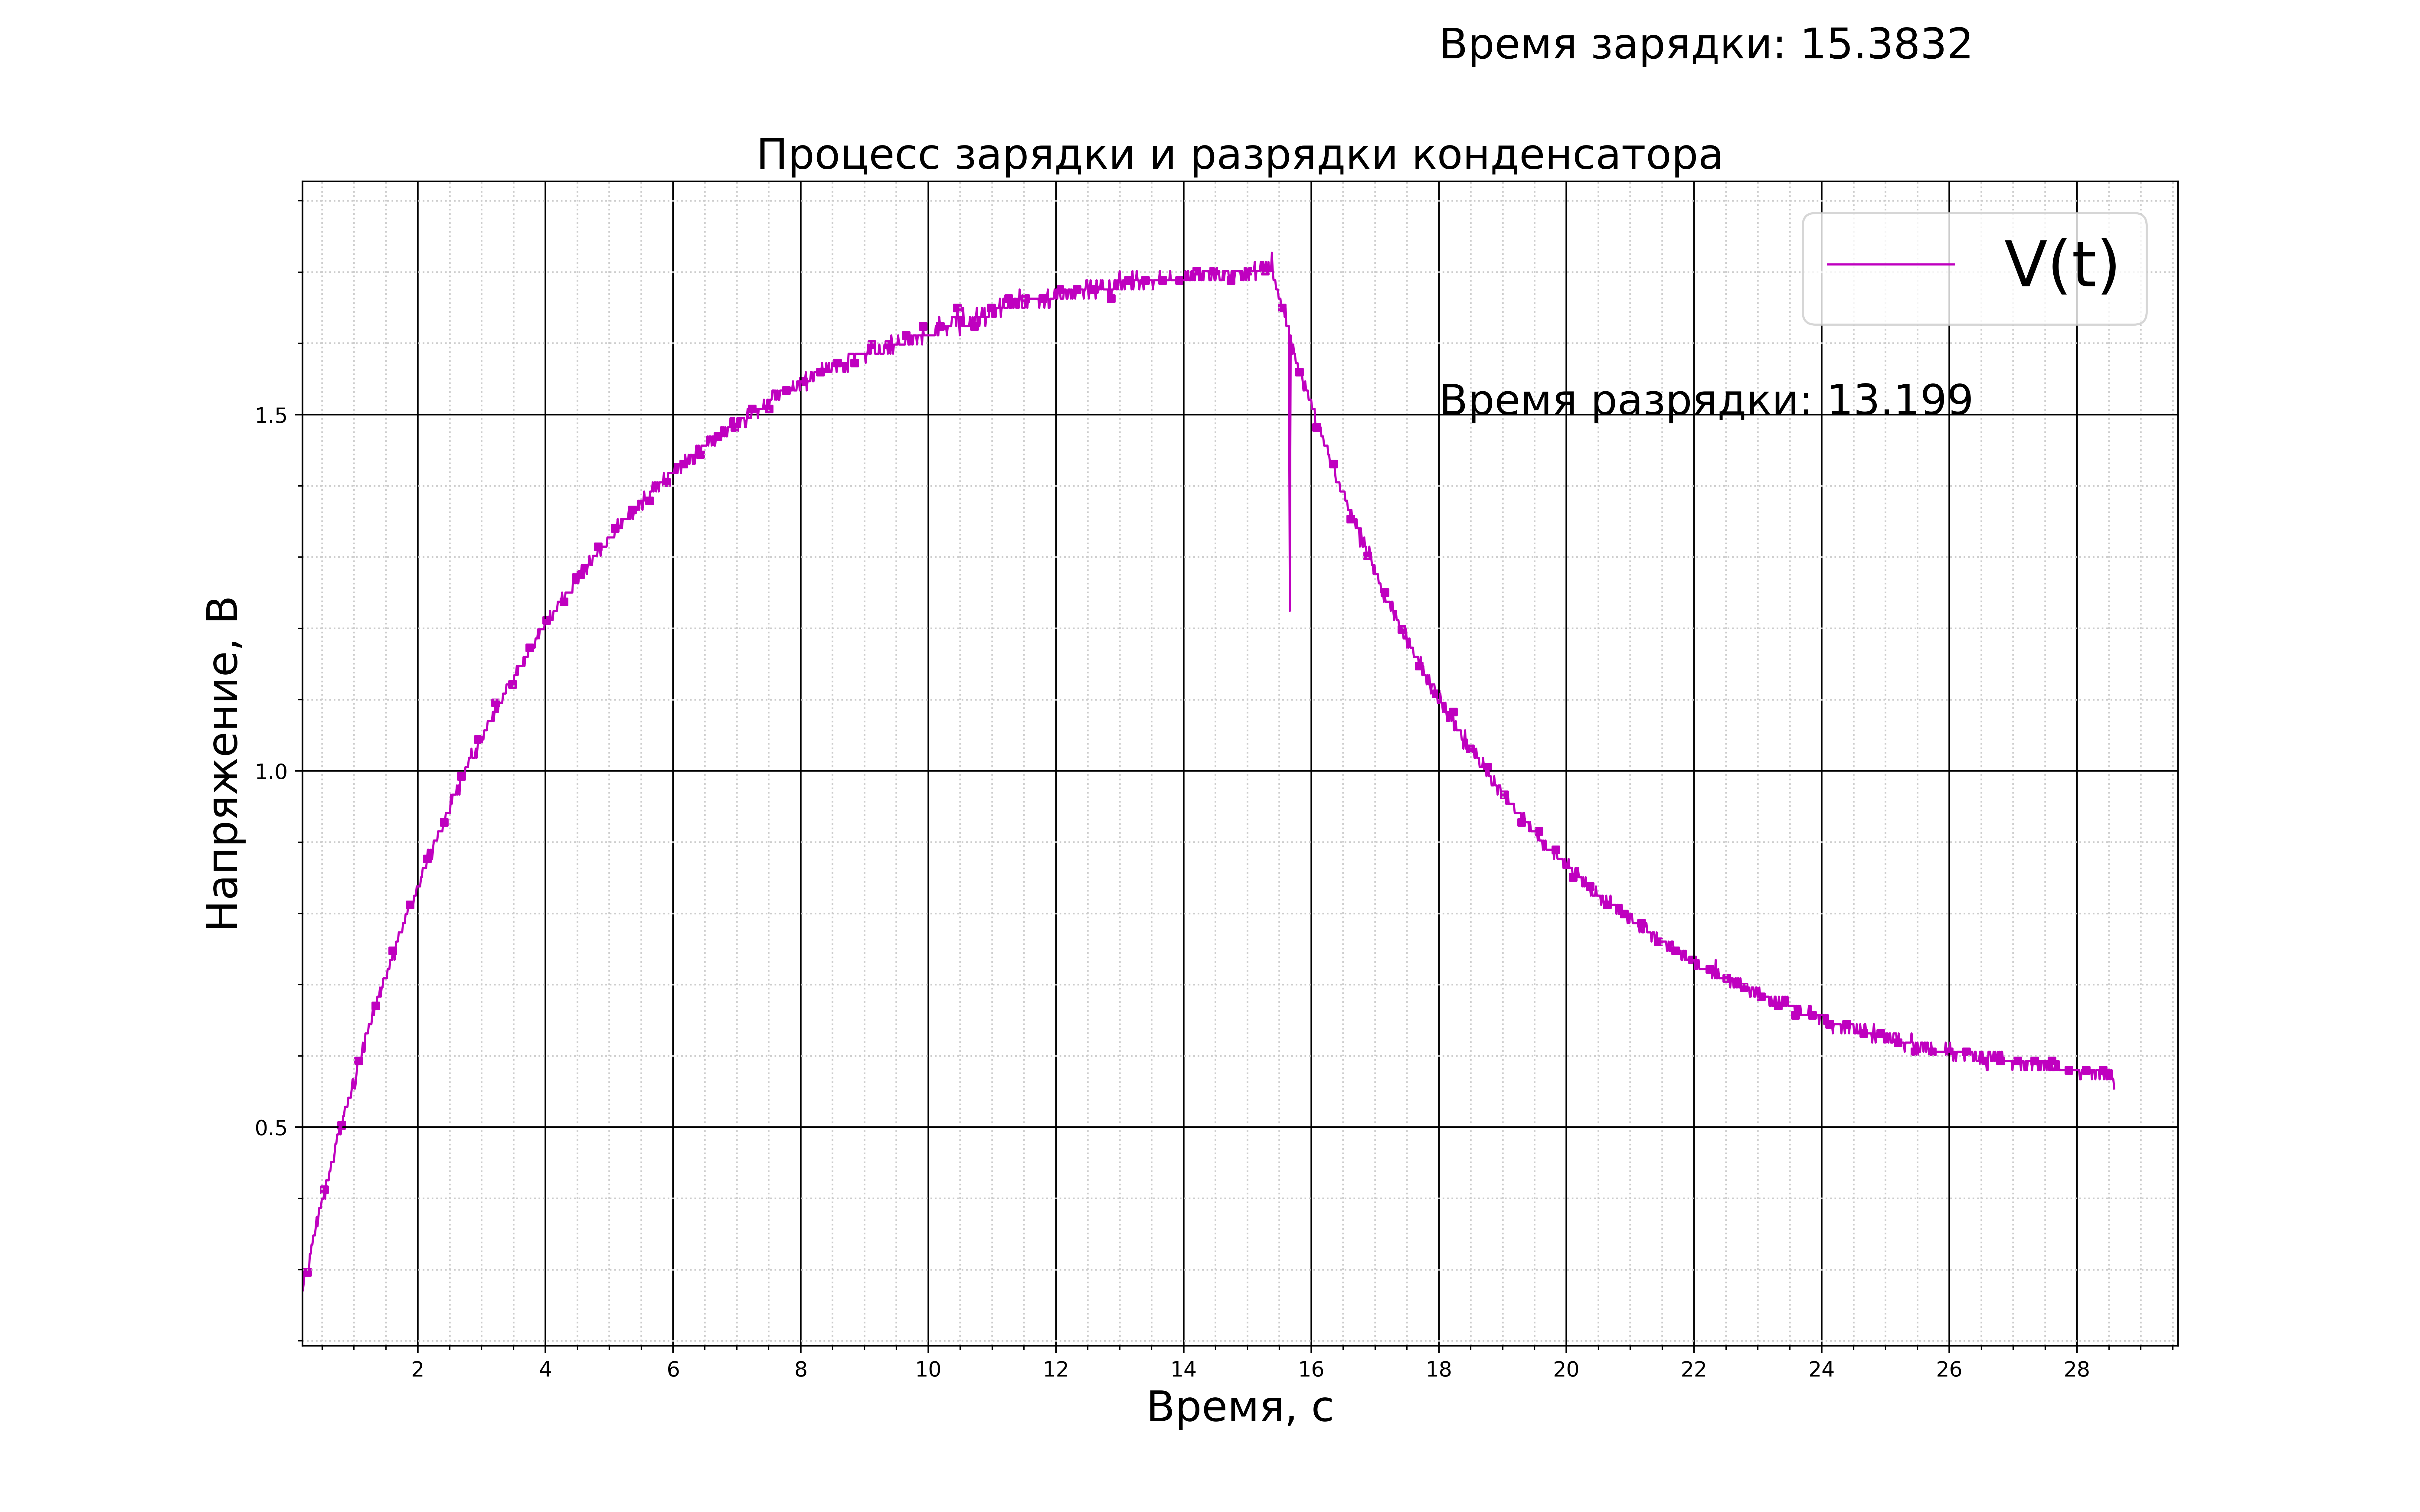 Время зарядки: 15.3832
Процесс зарядки и разрядки конденсатора
V(t)
Время разрядки: 13.199
1.5
1.0
0.5
Напряжение, В
2 4 6 8 10 12 14 16 18 20 22 24 26 28
Время, с